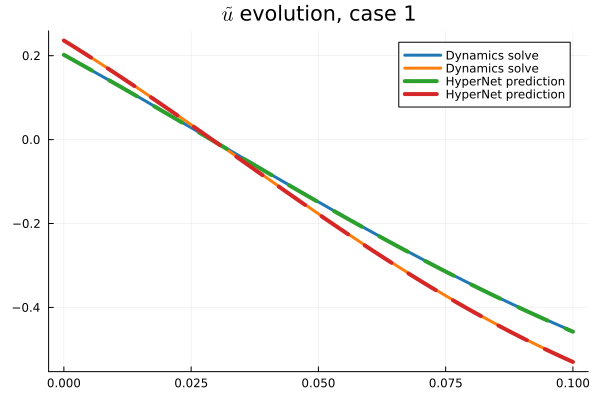 ũ evolution, case 1
Dynamics solve
Dynamics solve
HyperNet prediction
HyperNet prediction
0.2
0.0
−0.2
−0.4
0.000 0.025 0.050 0.075 0.100